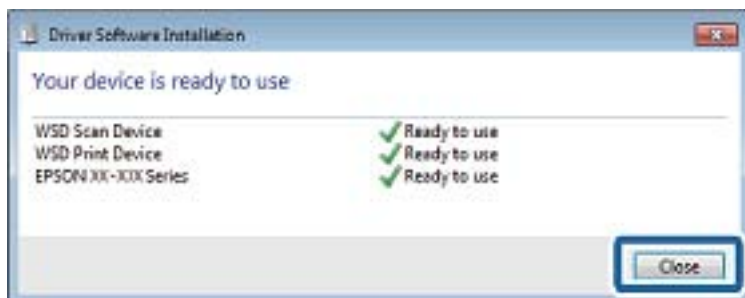 Driver Software Installation
Your device is ready to use
WSD Scan Device Ready to use
WSD Print Device Ready to use
EPSON XX-XXX Series Ready to use
Close